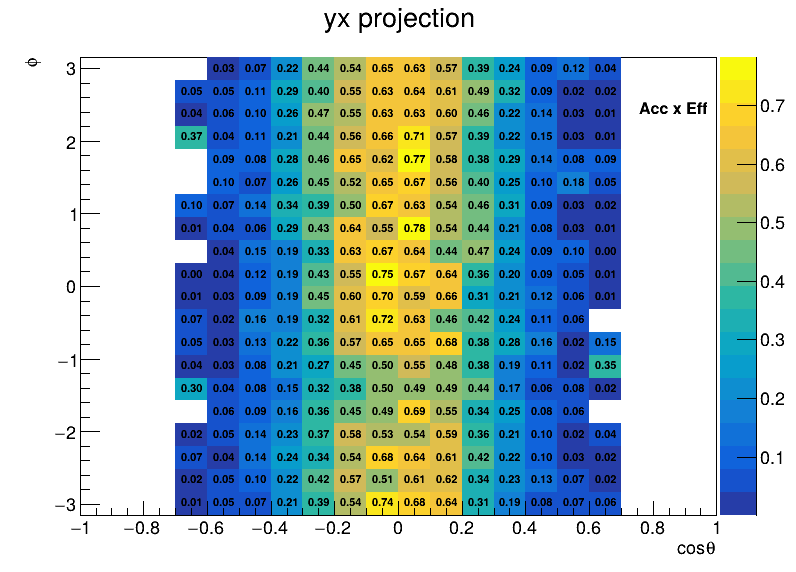 yx projection
φ
Acc x Eff
3 0.03 0.07 0.22 0.44 0.54 0.65 0.63 0.57 0.39 0.24 0.09 0.12 0.04
0.05 0.05 0.11 0.29 0.40 0.55 0.63 0.64 0.61 0.49 0.32 0.09 0.02 0.02
0.04 0.06 0.10 0.26 0.47 0.55 0.63 0.63 0.60 0.46 0.22 0.14 0.03 0.01 0.7
2 0.37 0.04 0.11 0.21 0.44 0.56 0.66 0.71 0.57 0.39 0.22 0.15 0.03 0.01
0.09 0.08 0.28 0.46 0.65 0.62 0.77 0.58 0.38 0.29 0.14 0.08 0.09 0.6
0.10 0.07 0.26 0.45 0.52 0.65 0.67 0.56 0.40 0.25 0.10 0.18 0.05
1 0.10 0.07 0.14 0.34 0.39 0.50 0.67 0.63 0.54 0.46 0.31 0.09 0.03 0.02 0.5
0.01 0.04 0.06 0.29 0.43 0.64 0.55 0.78 0.54 0.44 0.21 0.08 0.03 0.01
0.04 0.15 0.19 0.33 0.63 0.67 0.64 0.44 0.47 0.24 0.09 0.10 0.00
0 0.00 0.04 0.12 0.19 0.43 0.55 0.75 0.67 0.64 0.36 0.20 0.09 0.05 0.01 0.4
0.01 0.03 0.09 0.19 0.45 0.60 0.70 0.59 0.66 0.31 0.21 0.12 0.06 0.01
0.07 0.02 0.16 0.19 0.32 0.61 0.72 0.63 0.46 0.42 0.24 0.11 0.06
0.05 0.03 0.13 0.22 0.36 0.57 0.65 0.65 0.68 0.38 0.28 0.16 0.02 0.15 0.3
−1 0.04 0.03 0.08 0.21 0.27 0.45 0.50 0.55 0.48 0.38 0.19 0.11 0.02 0.35
0.30 0.04 0.08 0.15 0.32 0.38 0.50 0.49 0.49 0.44 0.17 0.06 0.08 0.02
0.06 0.09 0.16 0.36 0.45 0.49 0.69 0.55 0.34 0.25 0.08 0.06 0.2
−2 0.02 0.05 0.14 0.23 0.37 0.58 0.53 0.54 0.59 0.36 0.21 0.10 0.02 0.04
0.07 0.04 0.14 0.24 0.34 0.54 0.68 0.64 0.61 0.42 0.22 0.10 0.03 0.02 0.1
0.02 0.05 0.10 0.22 0.42 0.57 0.51 0.61 0.62 0.34 0.23 0.13 0.07 0.02
−3 0.01 0.05 0.07 0.21 0.39 0.54 0.74 0.68 0.64 0.31 0.19 0.08 0.07 0.06
−1 −0.8 −0.6 −0.4 −0.2 0 0.2 0.4 0.6 0.8 1
cosθ